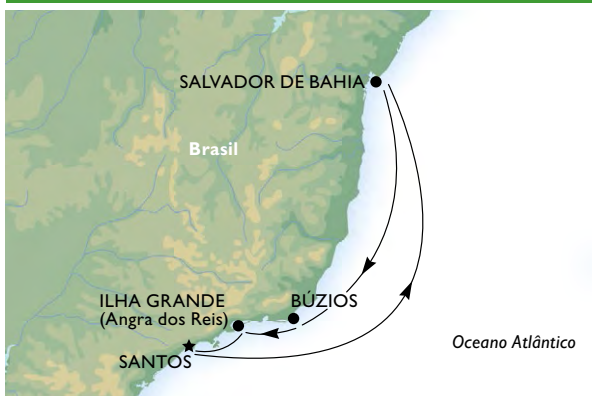 SALVADOR DE BAHIA
Brasil
ILHA GRANDE
(Angra dos Reis)
BÚZIOS
SANTOS
Oceano Atlântico